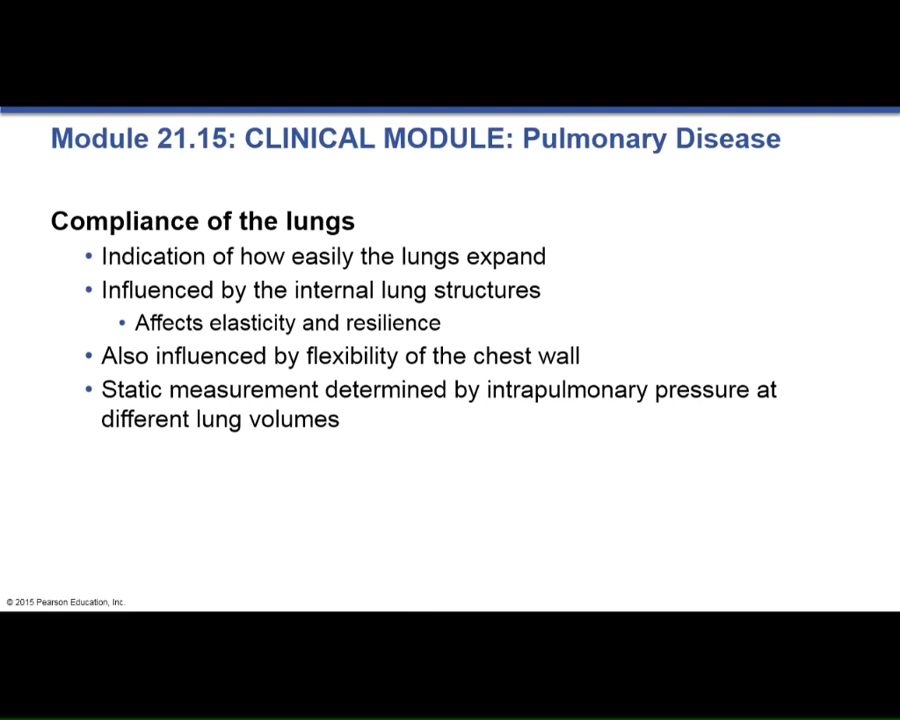 Module 21.15: CLINICAL MODULE: Pulmonary Disease
Compliance of the lungs
• Indication of how easily the lungs expand
• Influenced by the internal lung structures
• Affects elasticity and resilience
• Also influenced by flexibility of the chest wall
• Static measurement determined by intrapulmonary pressure at
different lung volumes
© 2015 Pearson Education, Inc.